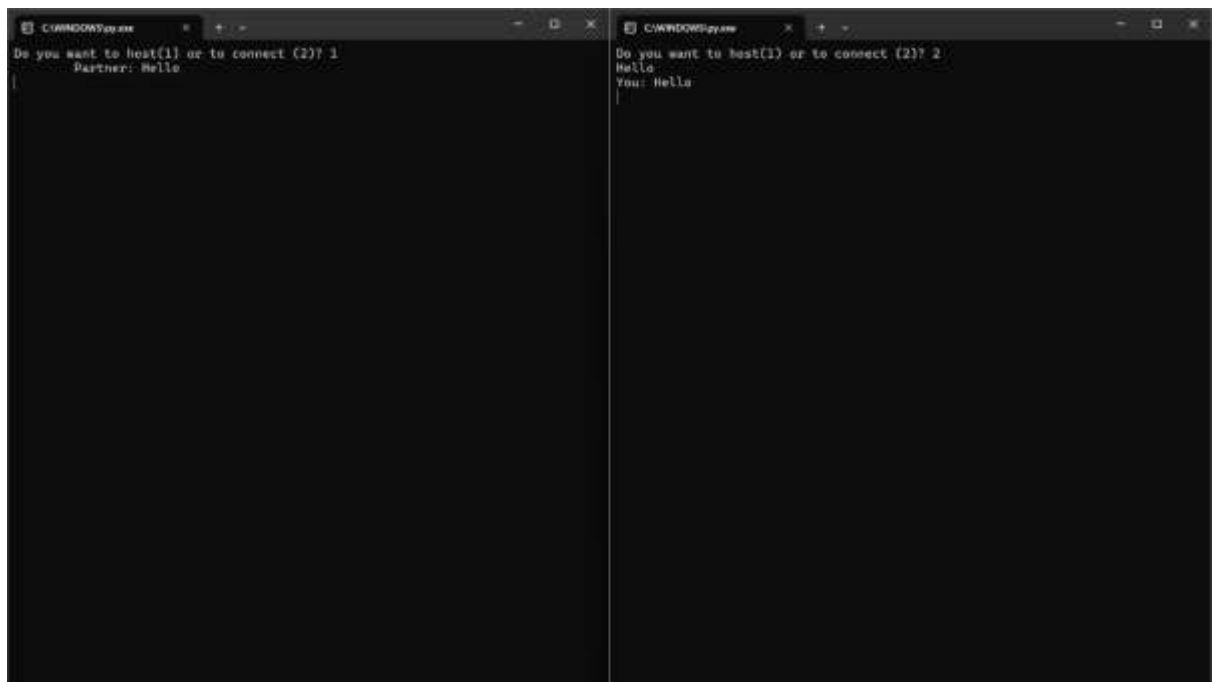 C:\WINDOWS\py.exe
Do you want to host(1) or to connect (2)? 1
Partner: Hello
C:\WINDOWS\py.exe
Do you want to host(1) or to connect (2)? 2
Hello
You: Hello